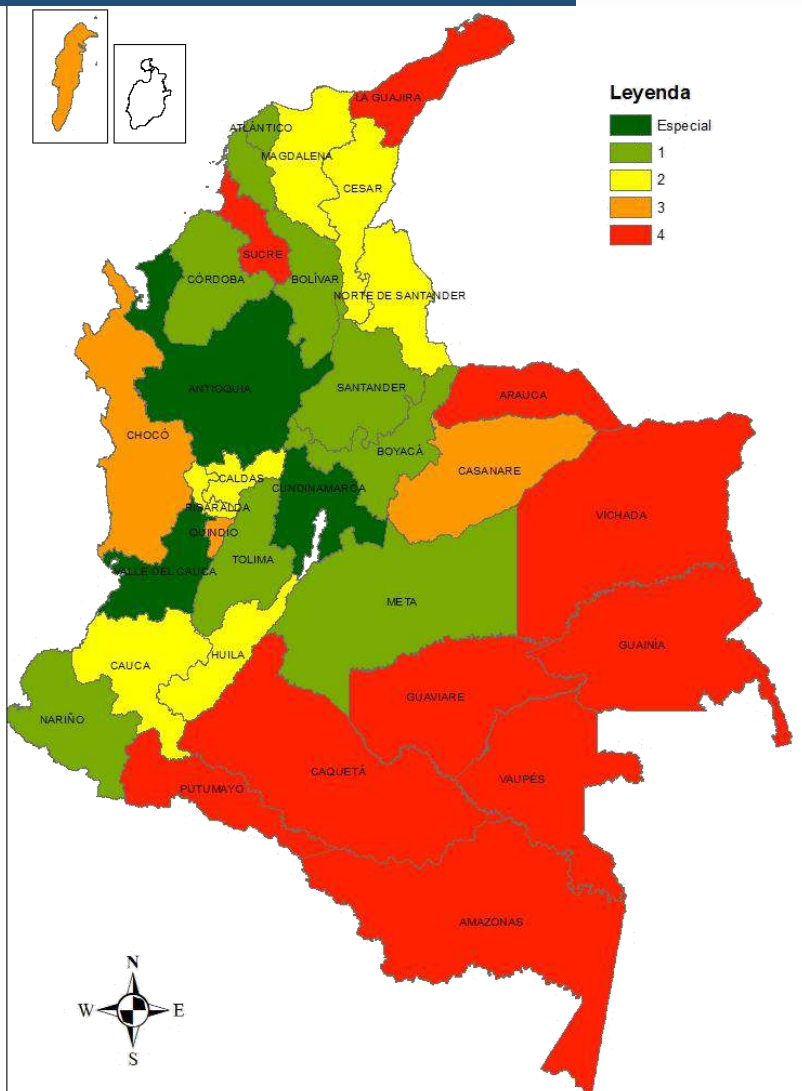 Leyenda
Especial
1
2
3
4
LA GUAJIRA
ATLÁNTICO
MAGDALENA
CESAR
SUCRE
CÓRDOBA
BOLÍVAR
NORTE DE SANTANDER
ANTIOQUIA
SANTANDER
ARAUCA
CHOCÓ
BOYACÁ
CASANARE
CALDAS
CUNDINAMARCA
RISARALDA
VICHADA
QUINDIO
TOLIMA
VALLE DEL CAUCA
META
GUAINÍA
HUILA
CAUCA
GUAVIARE
NARIÑO
CAQUETÁ
VAUPÉS
PUTUMAYO
AMAZONAS
N
W
E
S